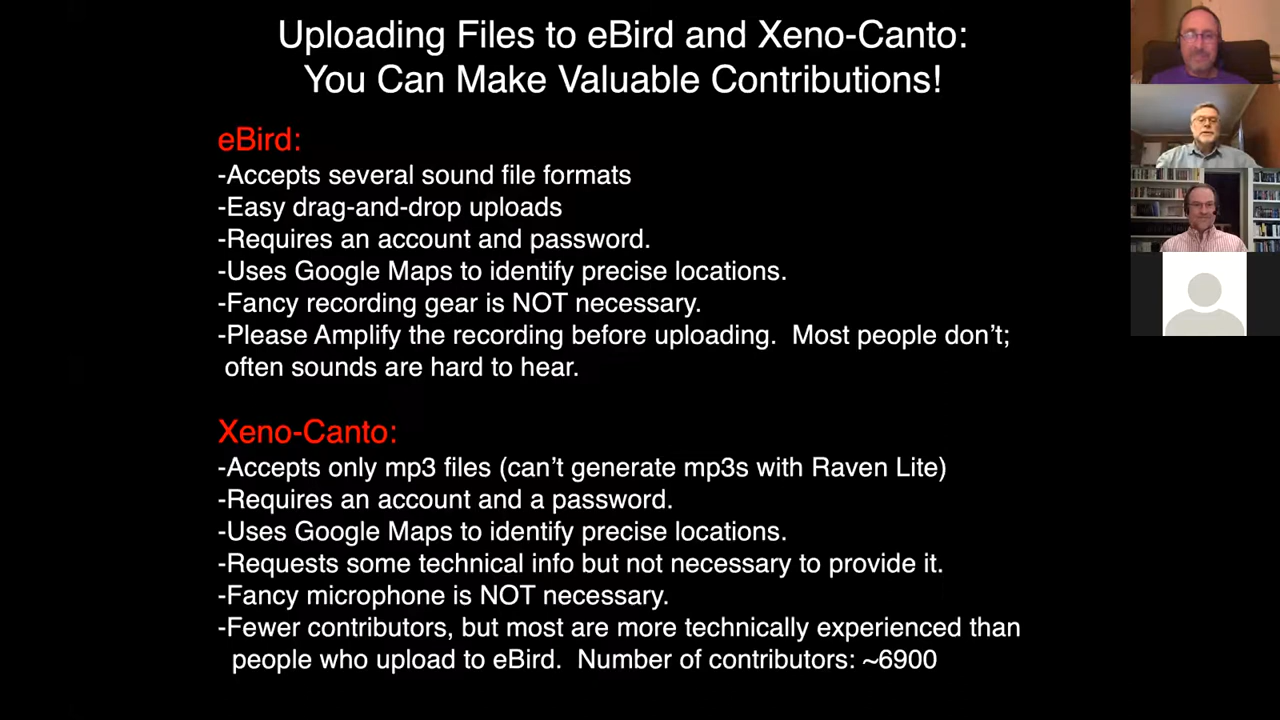 Uploading Files to eBird and Xeno-Canto:
You Can Make Valuable Contributions!
eBird:
-Accepts several sound file formats
-Easy drag-and-drop uploads
-Requires an account and password.
-Uses Google Maps to identify precise locations.
-Fancy recording gear is NOT necessary.
-Please Amplify the recording before uploading.  Most people don't;
often sounds are hard to hear.
Xeno-Canto:
-Accepts only mp3 files (can't generate mp3s with Raven Lite)
-Requires an account and a password.
-Uses Google Maps to identify precise locations.
-Requests some technical info but not necessary to provide it.
-Fancy microphone is NOT necessary.
-Fewer contributors, but most are more technically experienced than
people who upload to eBird.  Number of contributors: ~6900